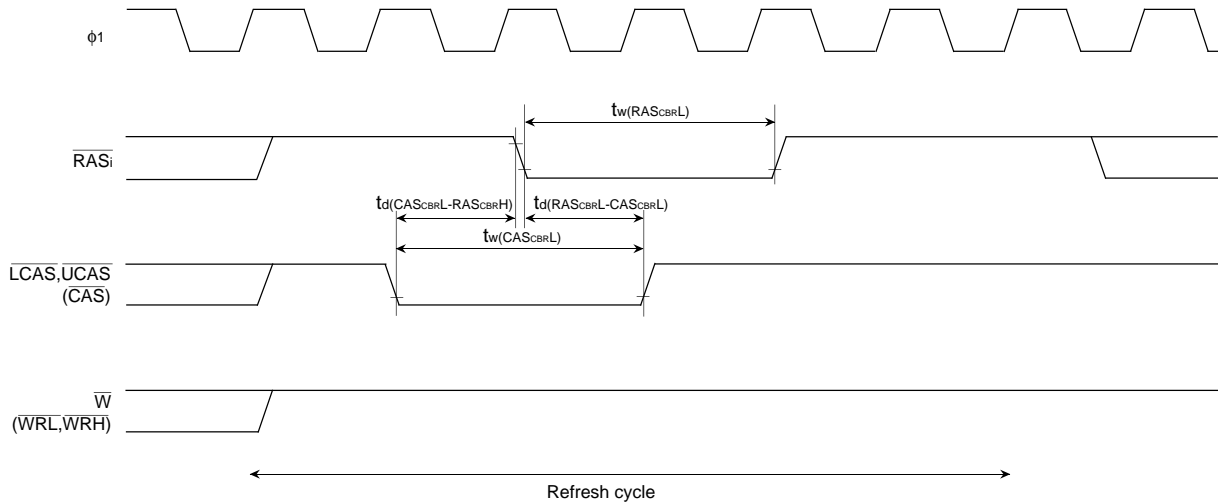 ϕ1
tw(RASCBRL)
RASi
td(CASCBRL-RASCBRH)
td(RASCBRL-CASCBRL)
tw(CASCBRL)
LCAS,UCAS
(CAS)
W
(WRL,WRH)
Refresh cycle